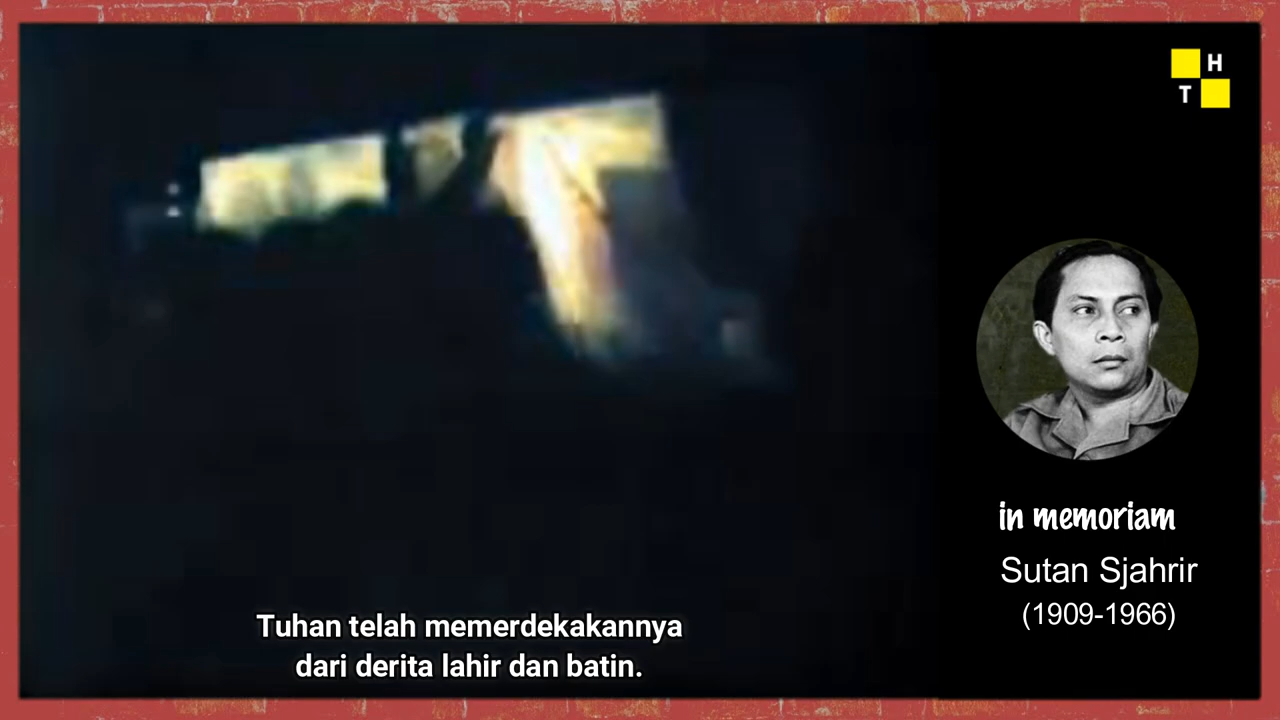 H
T
in memoriam
Sutan Sjahrir
(1909-1966)
Tuhan telah memerdekakannya
dari derita lahir dan batin.